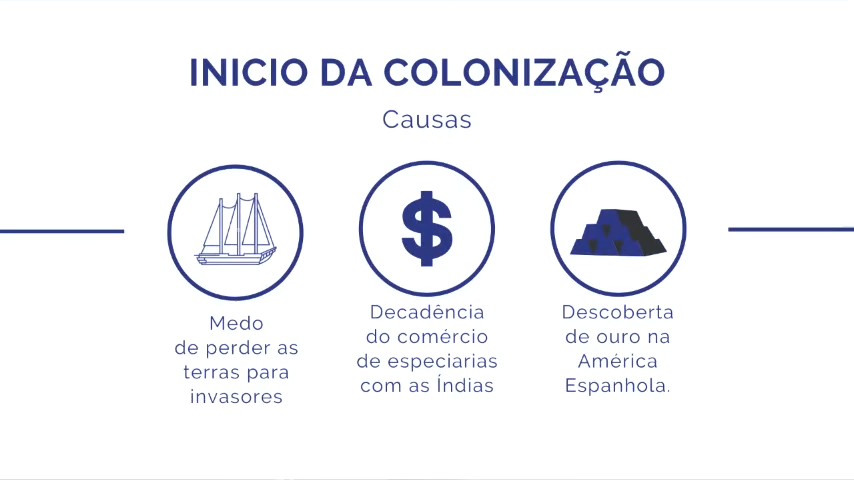 INICIO DA COLONIZAÇÃO
Causas
$
Medo
de perder as
terras para
invasores
Decadência
do comércio
de especiarias
com as Índias
Descoberta
de ouro na
América
Espanhola.